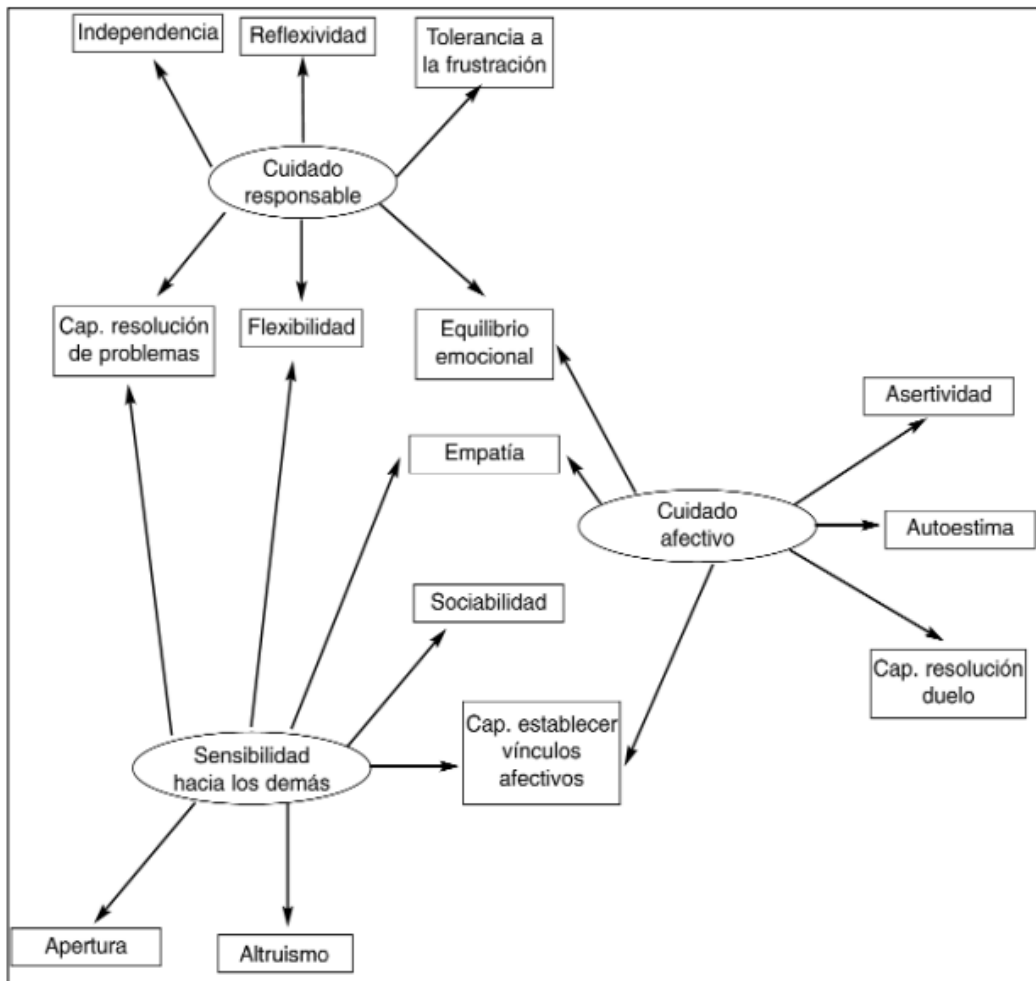 Independencia
Reflexividad
Tolerancia a
la frustración
Cuidado
responsable
Cap. resolución
de problemas
Flexibilidad
Equilibrio
emocional
Asertividad
Empatía
Cuidado
afectivo
Autoestima
Sociabilidad
Cap. resolución
duelo
Cap. establecer
vínculos
afectivos
Sensibilidad
hacia los demás
Apertura
Altruismo